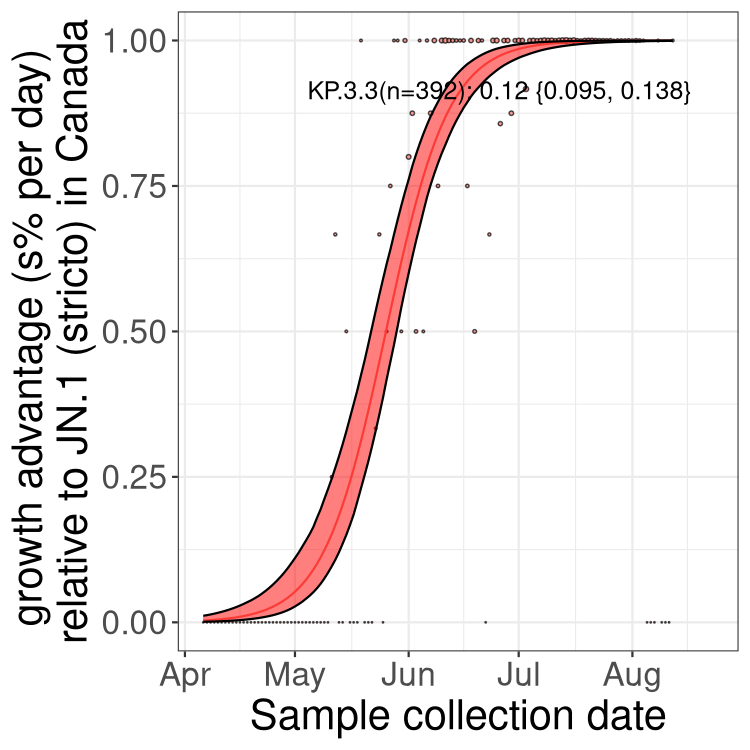 growth advantage (s% per day)
relative to JN.1 (stricto) in Canada
1.00
0.75
0.50
0.25
0.00
KP.3.3(n=392): 0.12 {0.095, 0.138}
Apr May Jun Jul Aug
Sample collection date